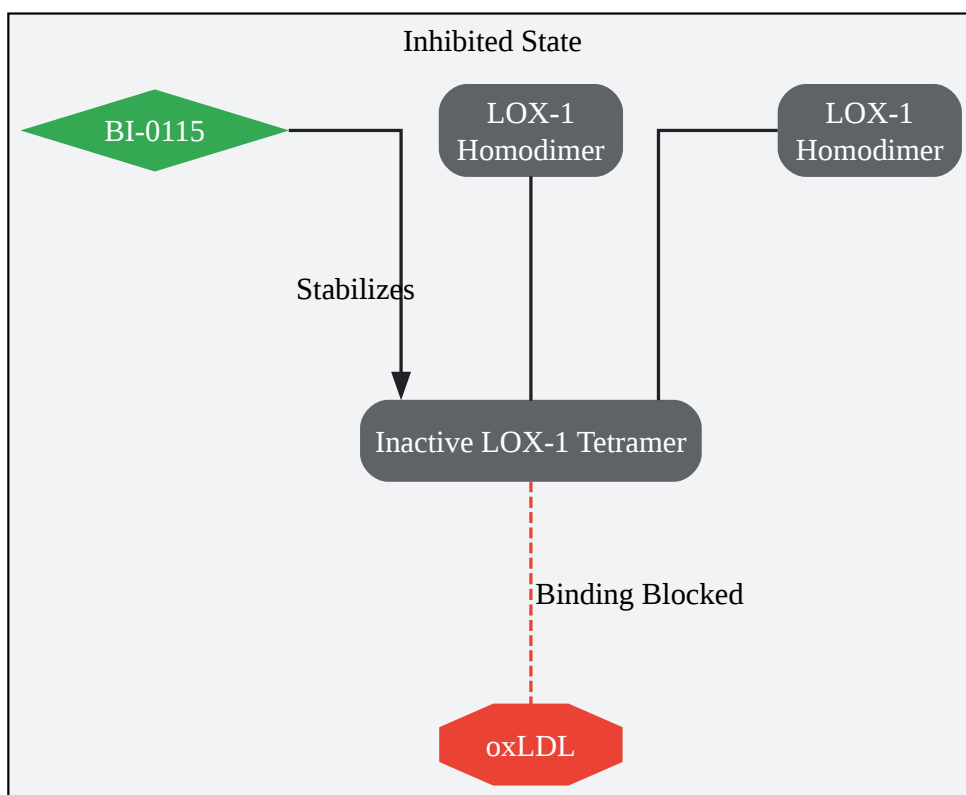 Inhibited State
BI-0115
LOX-1
Homodimer
LOX-1
Homodimer
Stabilizes
Inactive LOX-1 Tetramer
Binding Blocked
oxLDL